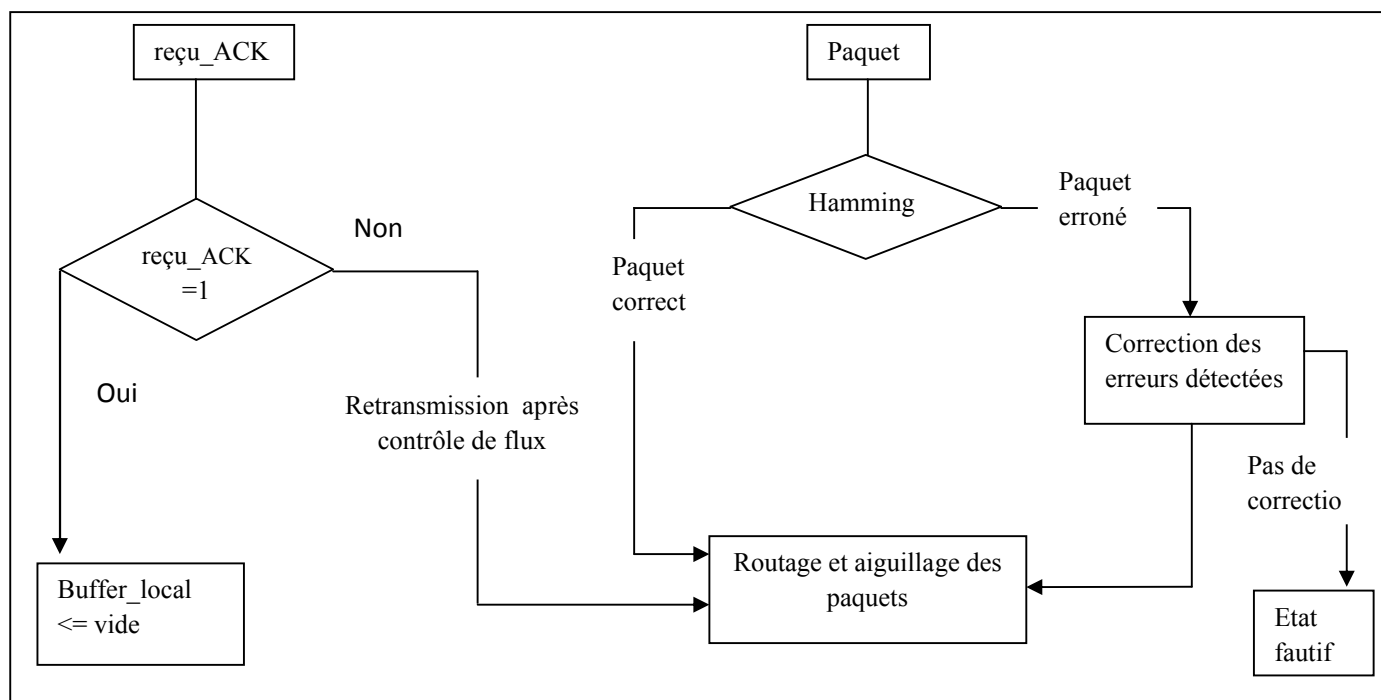 reçu_ACK
Paquet
reçu_ACK
=1
Non
Oui
Retransmission après
contrôle de flux
Buffer_local
<= vide
Hamming
Paquet
correct
Paquet
erroné
Correction des
erreurs détectées
Pas de
correctio
Routage et aiguillage des
paquets
Etat
fautif